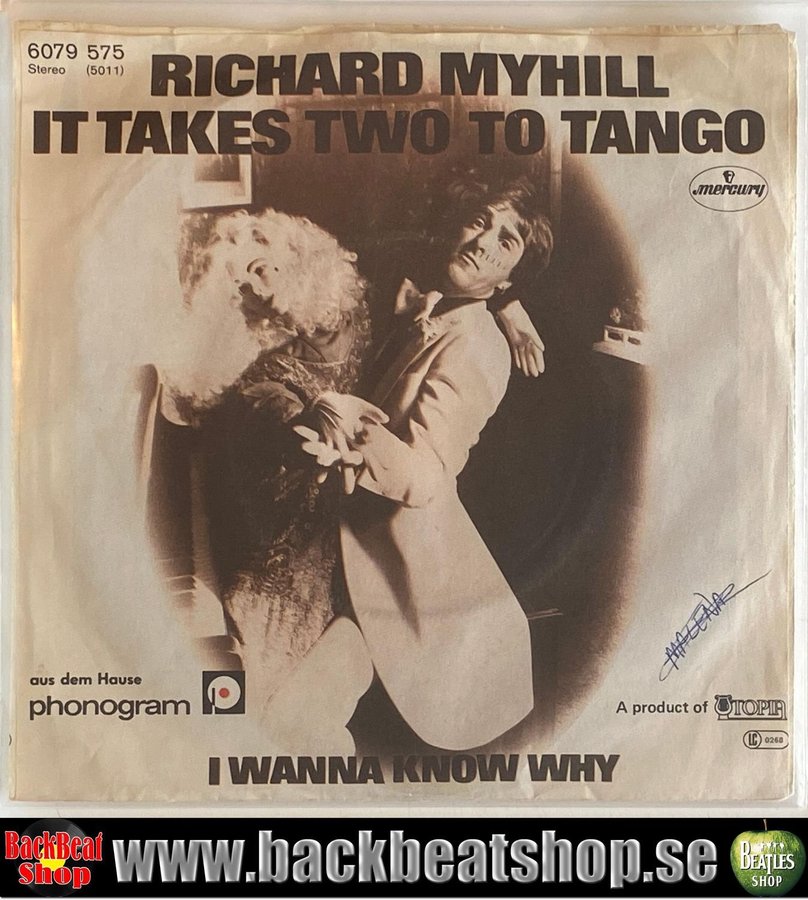 6079 575
Stereo (5011)
RICHARD MYHILL
IT TAKES TWO TO TANGO
mercury
aus dem Hause
phonogram
A product of UTOPIA
LC 0268
I WANNA KNOW WHY
BackBeat
Shop
www.backbeatshop.se
BEATLES
SHOP